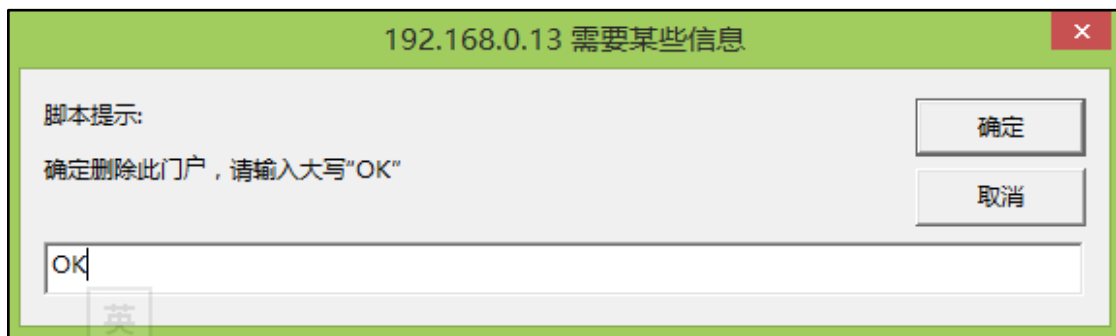 192.168.0.13 需要某些信息
脚本提示:
确定删除此门户，请输入大写"OK"
确定
取消
OK
英